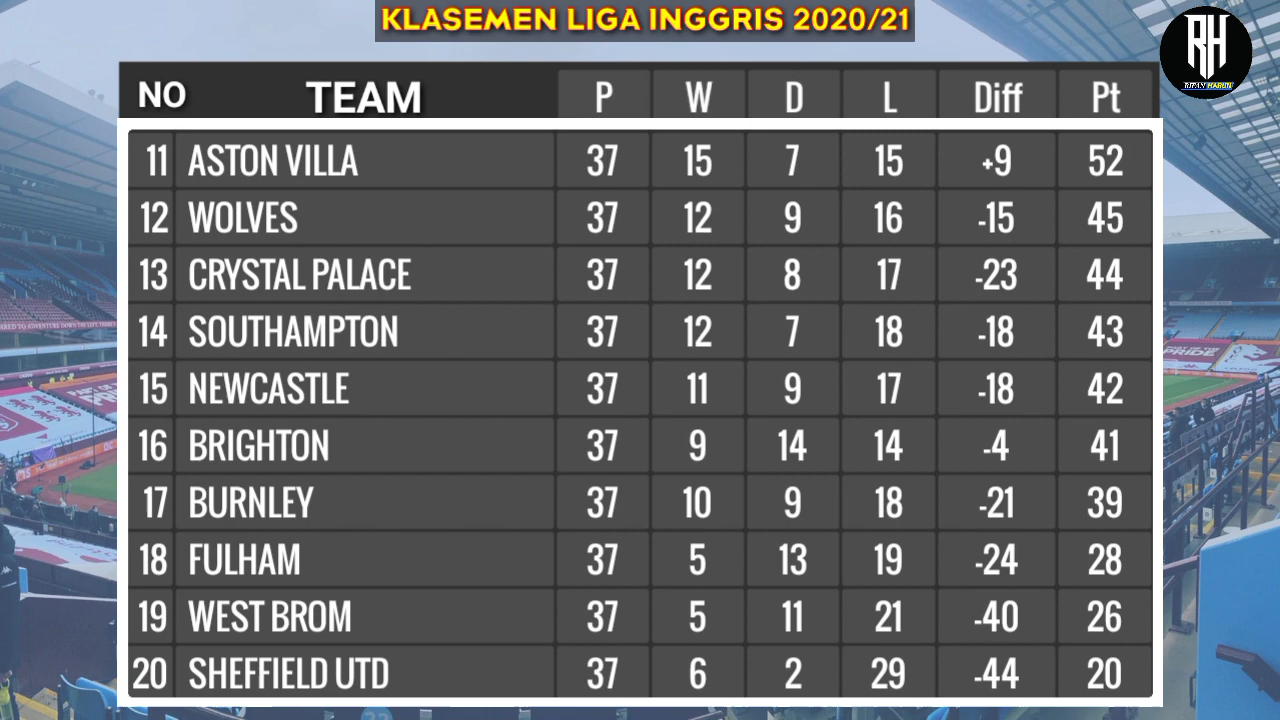 KLASEMEN LIGA INGGRIS 2020/21
RH
NO TEAM P W D L Diff Pt
11 ASTON VILLA 37 15 7 15 +9 52
12 WOLVES 37 12 9 16 -15 45
13 CRYSTAL PALACE 37 12 8 17 -23 44
14 SOUTHAMPTON 37 12 7 18 -18 43
15 NEWCASTLE 37 11 9 17 -18 42
16 BRIGHTON 37 9 14 14 -4 41
17 BURNLEY 37 10 9 18 -21 39
18 FULHAM 37 5 13 19 -24 28
19 WEST BROM 37 5 11 21 -40 26
20 SHEFFIELD UTD 37 6 2 29 -44 20
PRIDE